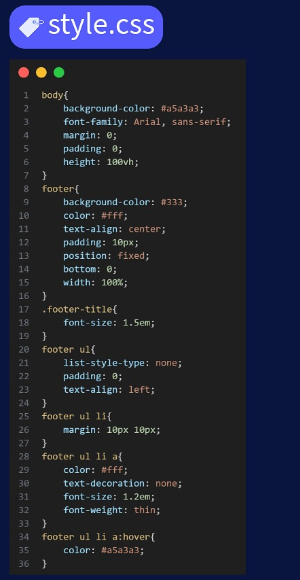 style.css
1 body{
2 background-color: #a5a3a3;
3 font-family: Arial, sans-serif;
4 margin: 0;
5 padding: 0;
6 height: 100vh;
7 }
8 footer{
9 background-color: #333;
10 color: #fff;
11 text-align: center;
12 padding: 10px;
13 position: fixed;
14 bottom: 0;
15 width: 100%;
16 }
17 .footer-title{
18 font-size: 1.5em;
19 }
20 footer ul{
21 list-style-type: none;
22 padding: 0;
23 text-align: left;
24 }
25 footer ul li{
26 margin: 10px 10px;
27 }
28 footer ul li a{
29 color: #fff;
30 text-decoration: none;
31 font-size: 1.2em;
32 font-weight: thin;
33 }
34 footer ul li a:hover{
35 color: #a5a3a3;
36 }